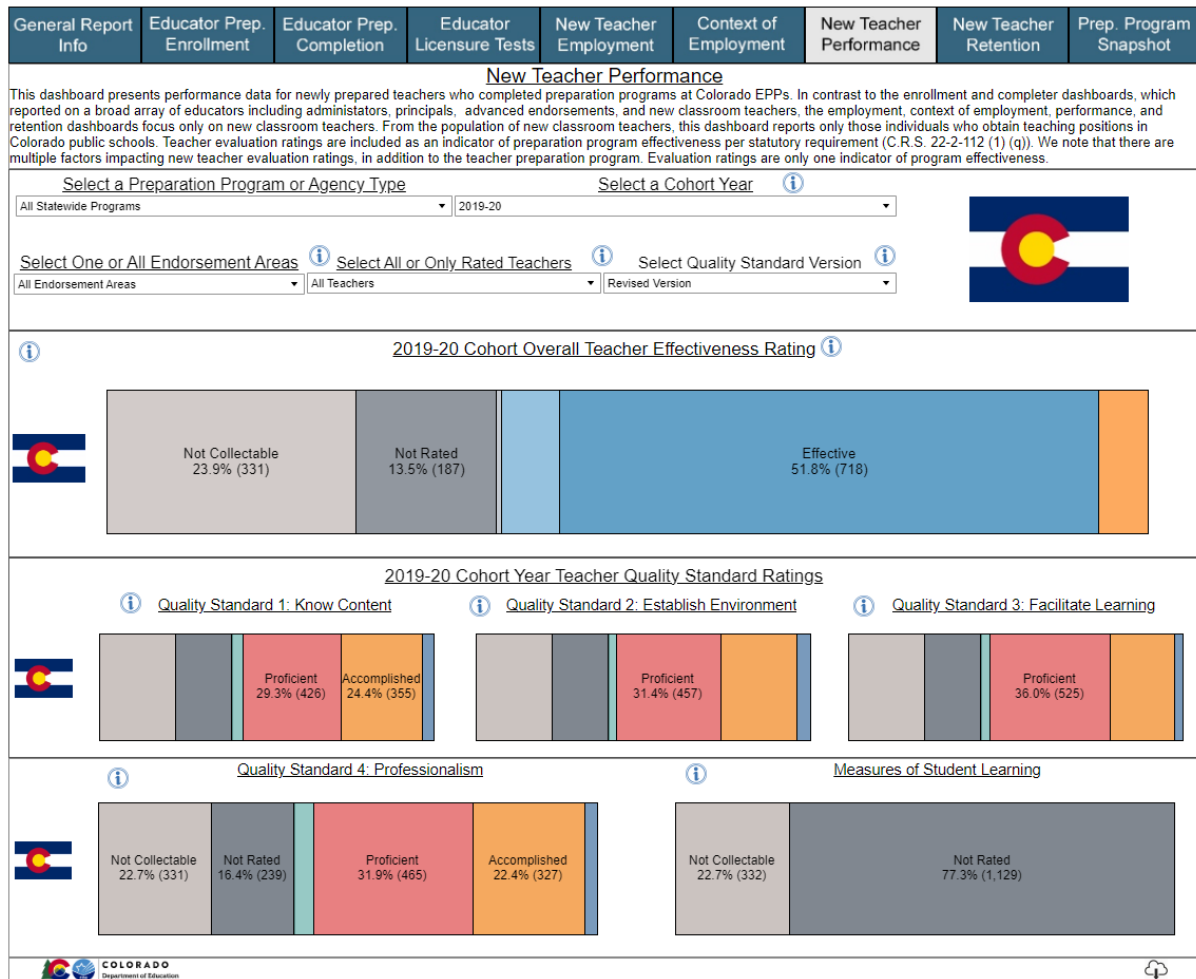 General Report Info
Educator Prep. Enrollment
Educator Prep. Completion
Educator Licensure Tests
New Teacher Employment
Context of Employment
New Teacher Performance
New Teacher Retention
Prep. Program Snapshot
New Teacher Performance
This dashboard presents performance data for newly prepared teachers who completed preparation programs at Colorado EPPs. In contrast to the enrollment and completer dashboards, which
reported on a broad array of educators including administators, principals, advanced endorsements, and new classroom teachers, the employment, context of employment, performance, and
retention dashboards focus only on new classroom teachers. From the population of new classroom teachers, this dashboard reports only those individuals who obtain teaching positions in
Colorado public schools. Teacher evaluation ratings are included as an indicator of preparation program effectiveness per statutory requirement (C.R.S. 22-2-112 (1) (q)). We note that there are
multiple factors impacting new teacher evaluation ratings, in addition to the teacher preparation program. Evaluation ratings are only one indicator of program effectiveness.
Select a Preparation Program or Agency Type
Select a Cohort Year
All Statewide Programs
2019-20
Select One or All Endorsement Areas
Select All or Only Rated Teachers
Select Quality Standard Version
All Endorsement Areas
All Teachers
Revised Version
2019-20 Cohort Overall Teacher Effectiveness Rating
Not Collectable
23.9% (331)
Not Rated
13.5% (187)
Effective
51.8% (718)
2019-20 Cohort Year Teacher Quality Standard Ratings
Quality Standard 1: Know Content
Quality Standard 2: Establish Environment
Quality Standard 3: Facilitate Learning
Proficient
29.3% (426)
Accomplished
24.4% (355)
Proficient
31.4% (457)
Proficient
36.0% (525)
Quality Standard 4: Professionalism
Measures of Student Learning
Not Collectable
22.7% (331)
Not Rated
16.4% (239)
Proficient
31.9% (465)
Accomplished
22.4% (327)
Not Collectable
22.7% (332)
Not Rated
77.3% (1,129)
COLORADO
Department of Education